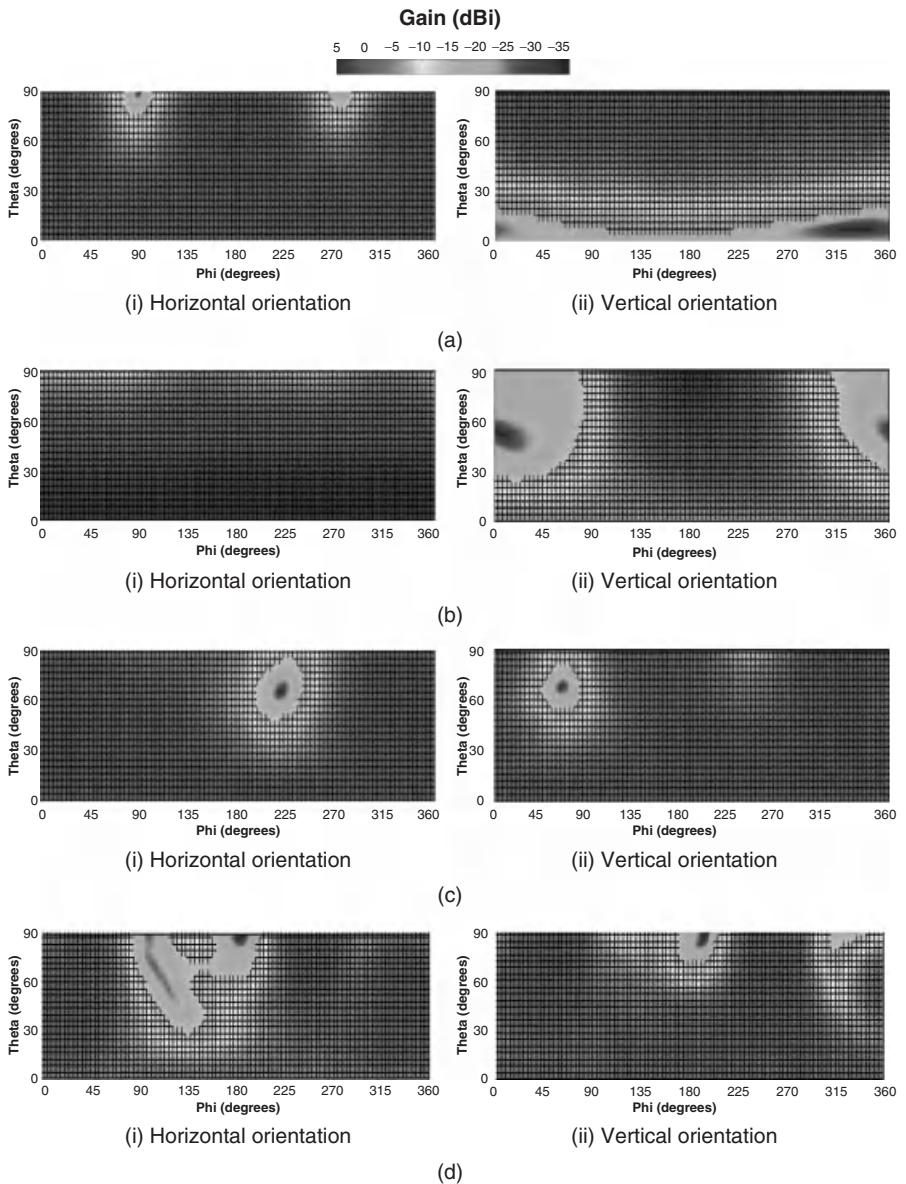 Gain (dBi)
5 0 −5 −10 −15 −20 −25 −30 −35
90
60
30
0
Theta (degrees)
0 45 90 135 180 225 270 315 360
Phi (degrees)
(i) Horizontal orientation
90
60
30
0
Theta (degrees)
0 45 90 135 180 225 270 315 360
Phi (degrees)
(ii) Vertical orientation
(a)
90
60
30
0
Theta (degrees)
0 45 90 135 180 225 270 315 360
Phi (degrees)
(i) Horizontal orientation
90
60
30
0
Theta (degrees)
0 45 90 135 180 225 270 315 360
Phi (degrees)
(ii) Vertical orientation
(b)
90
60
30
0
Theta (degrees)
0 45 90 135 180 225 270 315 360
Phi (degrees)
(i) Horizontal orientation
90
60
30
0
Theta (degrees)
0 45 90 135 180 225 270 315 360
Phi (degrees)
(ii) Vertical orientation
(c)
90
60
30
0
Theta (degrees)
0 45 90 135 180 225 270 315 360
Phi (degrees)
(i) Horizontal orientation
90
60
30
0
Theta (degrees)
0 45 90 135 180 225 270 315 360
Phi (degrees)
(ii) Vertical orientation
(d)